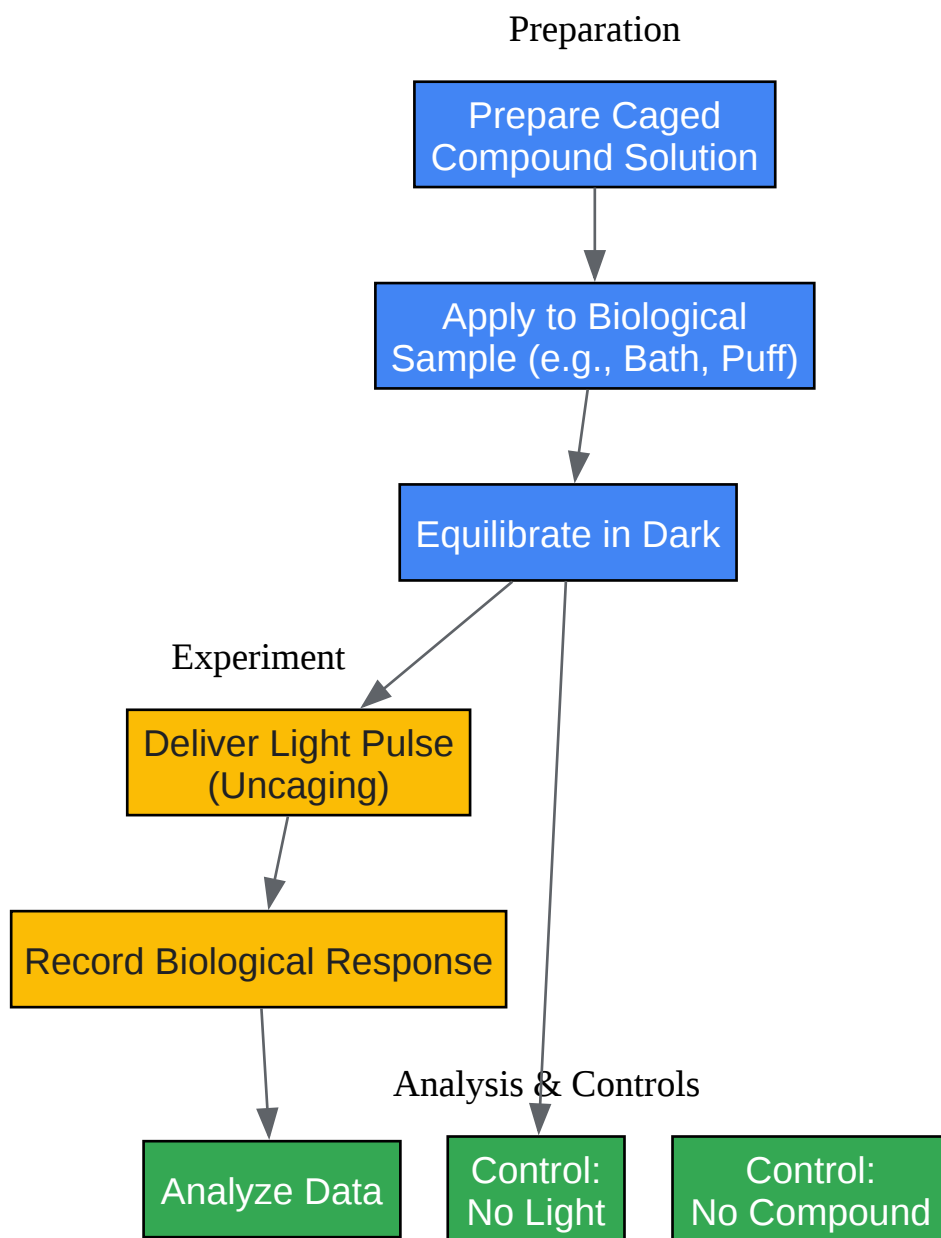 Preparation
Prepare Caged
Compound Solution
Apply to Biological
Sample (e.g., Bath, Puff)
Equilibrate in Dark
Experiment
Deliver Light Pulse
(Uncaging)
Record Biological Response
Analysis & Controls
Analyze Data
Control:
No Light
Control:
No Compound